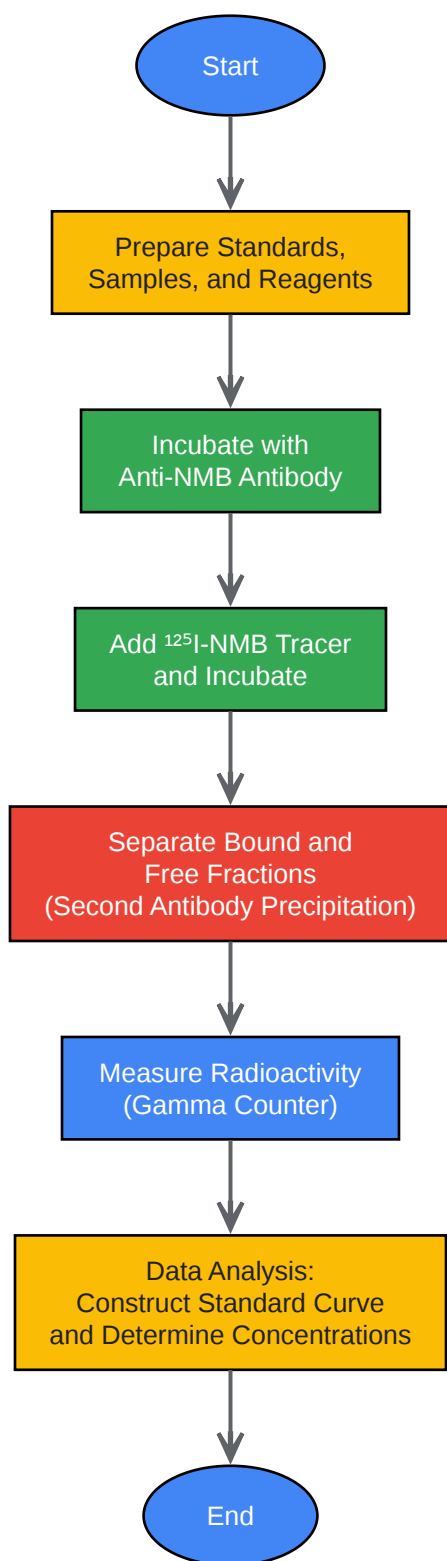 Start
Prepare Standards,
Samples, and Reagents
Incubate with
Anti-NMB Antibody
Add ¹²⁵I-NMB Tracer
and Incubate
Separate Bound and
Free Fractions
(Second Antibody Precipitation)
Measure Radioactivity
(Gamma Counter)
Data Analysis:
Construct Standard Curve
and Determine Concentrations
End